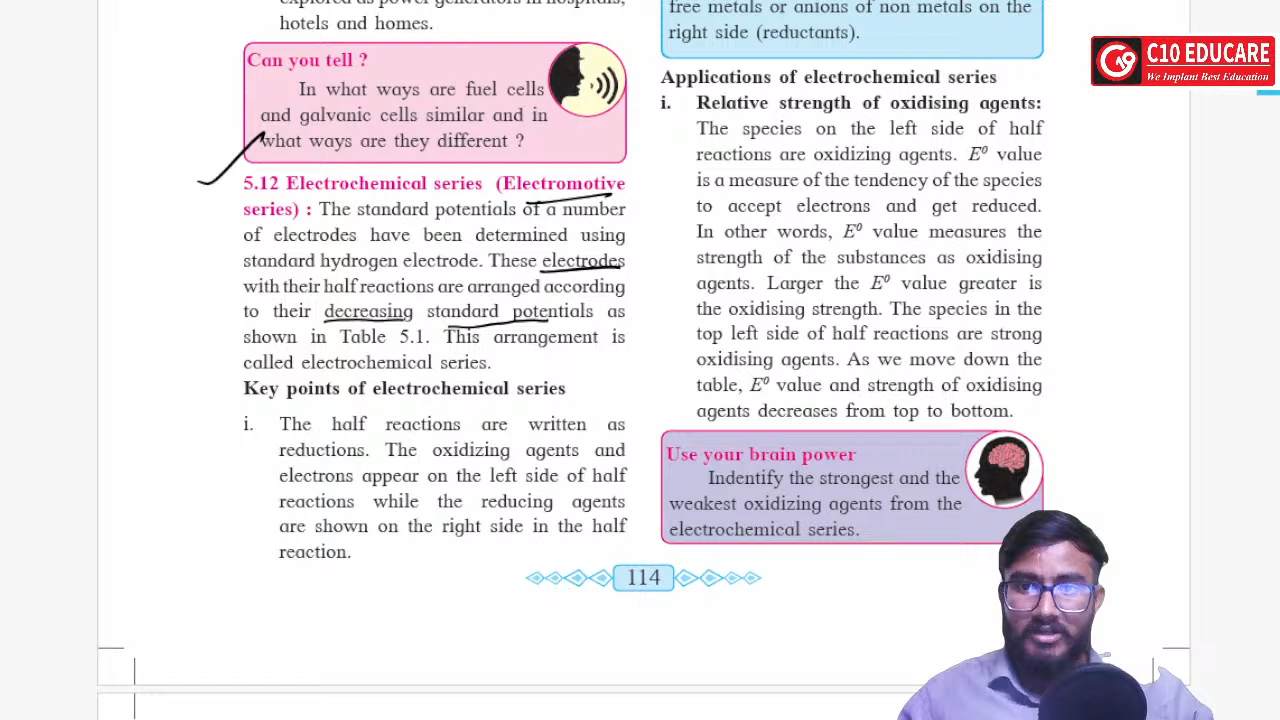 explored as power generators in hospitals,
hotels and homes.
Can you tell ?
In what ways are fuel cells
and galvanic cells similar and in
what ways are they different ?
5.12 Electrochemical series (Electromotive
series) : The standard potentials of a number
of electrodes have been determined using
standard hydrogen electrode. These electrodes
with their half reactions are arranged according
to their decreasing standard potentials as
shown in Table 5.1. This arrangement is
called electrochemical series.
Key points of electrochemical series
i. The half reactions are written as
reductions. The oxidizing agents and
electrons appear on the left side of half
reactions while the reducing agents
are shown on the right side in the half
reaction.
free metals or anions of non metals on the
right side (reductants).
Applications of electrochemical series
i. Relative strength of oxidising agents:
The species on the left side of half
reactions are oxidizing agents. E⁰ value
is a measure of the tendency of the species
to accept electrons and get reduced.
In other words, E⁰ value measures the
strength of the substances as oxidising
agents. Larger the E⁰ value greater is
the oxidising strength. The species in the
top left side of half reactions are strong
oxidising agents. As we move down the
table, E⁰ value and strength of oxidising
agents decreases from top to bottom.
Use your brain power
Indentify the strongest and the
weakest oxidizing agents from the
electrochemical series.
114
C10 EDUCARE
We Implant Best Education